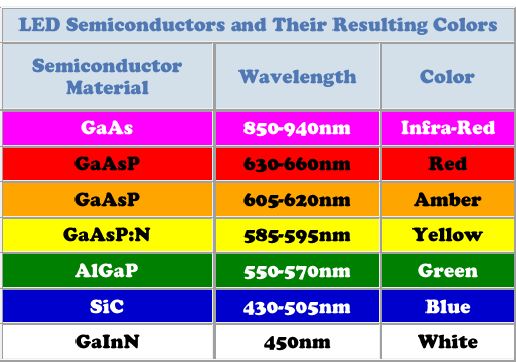 LED Semiconductors and Their Resulting Colors
Semiconductor
Material
Wavelength
Color
GaAs 850-940nm Infra-Red
GaAsP 630-660nm Red
GaAsP 605-620nm Amber
GaAsP:N 585-595nm Yellow
AlGaP 550-570nm Green
SiC 430-505nm Blue
GaInN 450nm White